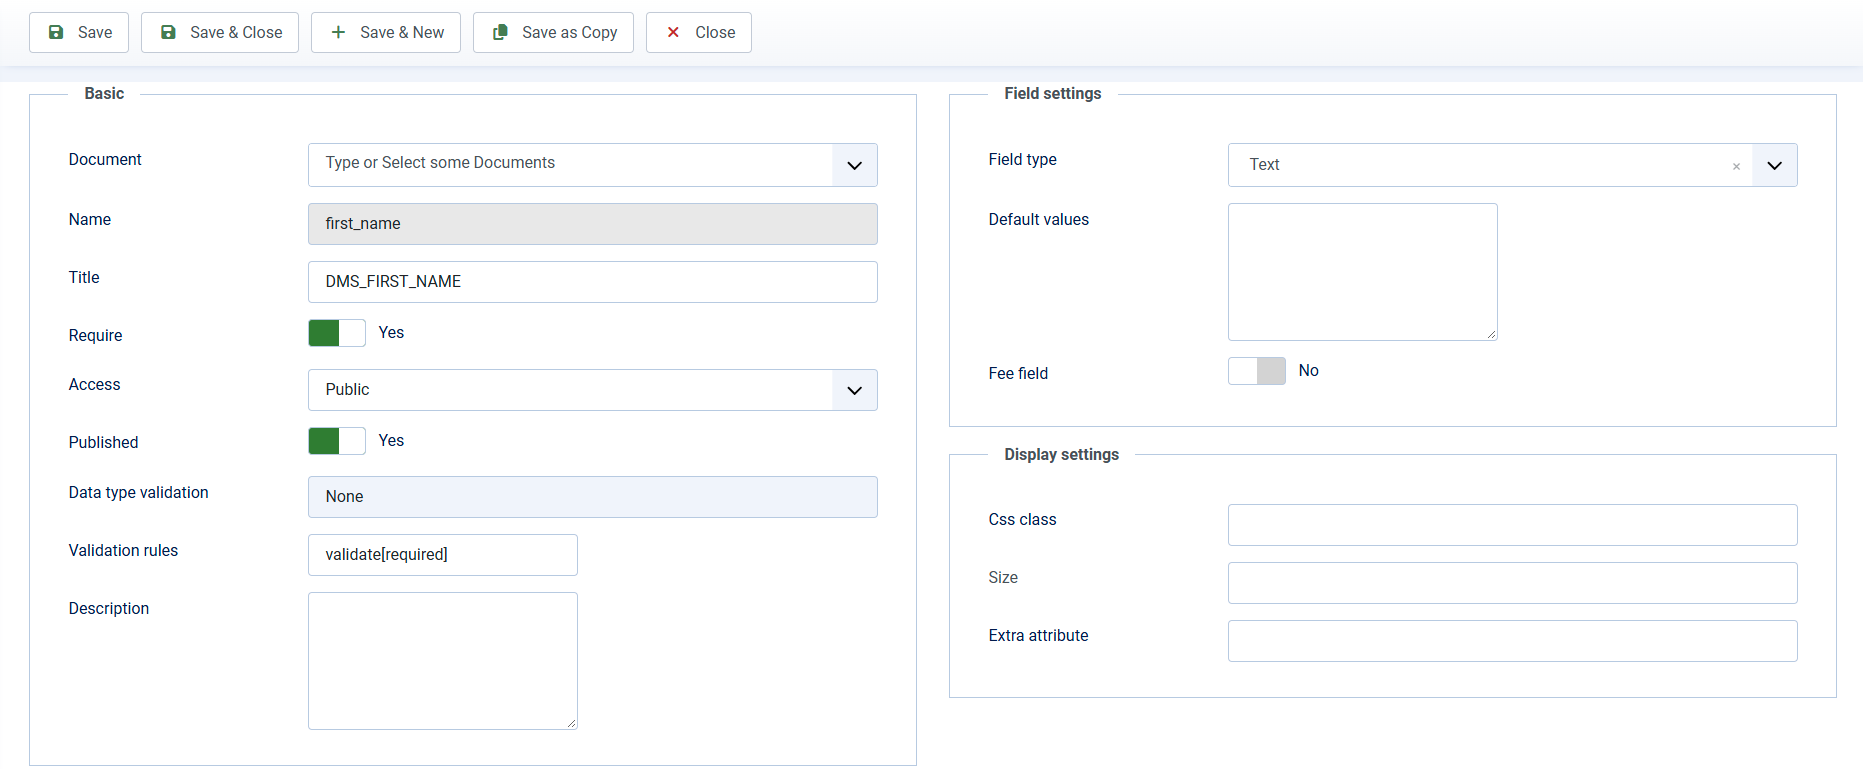 Save
Save & Close
Save & New
Save as Copy
Close
Basic
Document
Type or Select some Documents
Name
first_name
Title
DMS_FIRST_NAME
Require
Yes
Access
Public
Published
Yes
Data type validation
None
Validation rules
validate[required]
Description
Field settings
Field type
Text
×
Default values
Fee field
No
Display settings
Css class
Size
Extra attribute